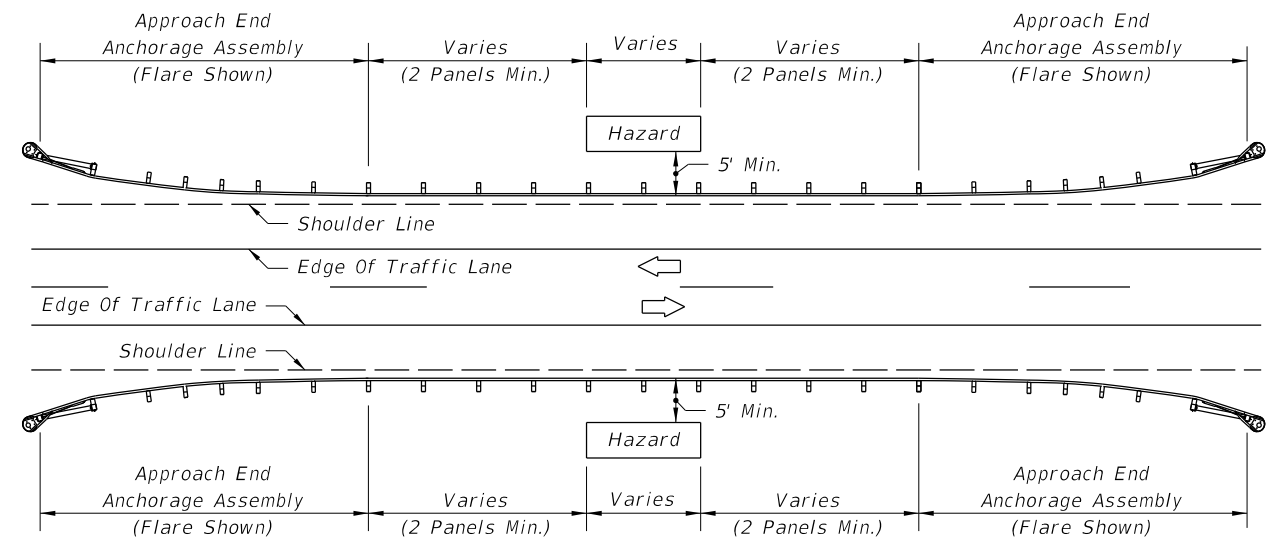 Approach End
Anchorage Assembly
(Flare Shown)
Varies
(2 Panels Min.)
Varies
Varies
(2 Panels Min.)
Approach End
Anchorage Assembly
(Flare Shown)
Hazard
5' Min.
Shoulder Line
Edge Of Traffic Lane
Edge Of Traffic Lane
Shoulder Line
5' Min.
Hazard
Approach End
Anchorage Assembly
(Flare Shown)
Varies
(2 Panels Min.)
Varies
Varies
(2 Panels Min.)
Approach End
Anchorage Assembly
(Flare Shown)